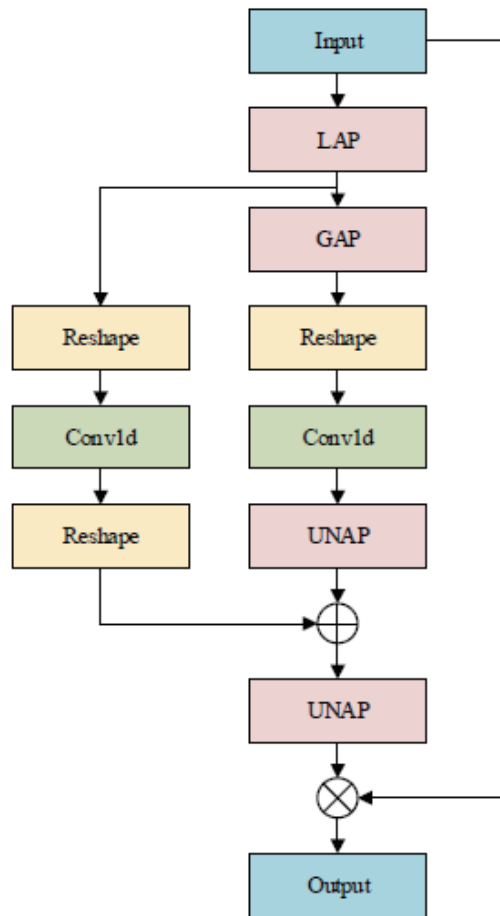 Input
LAP
GAP
Reshape
Reshape
Conv1d
Conv1d
Reshape
UNAP
UNAP
Output